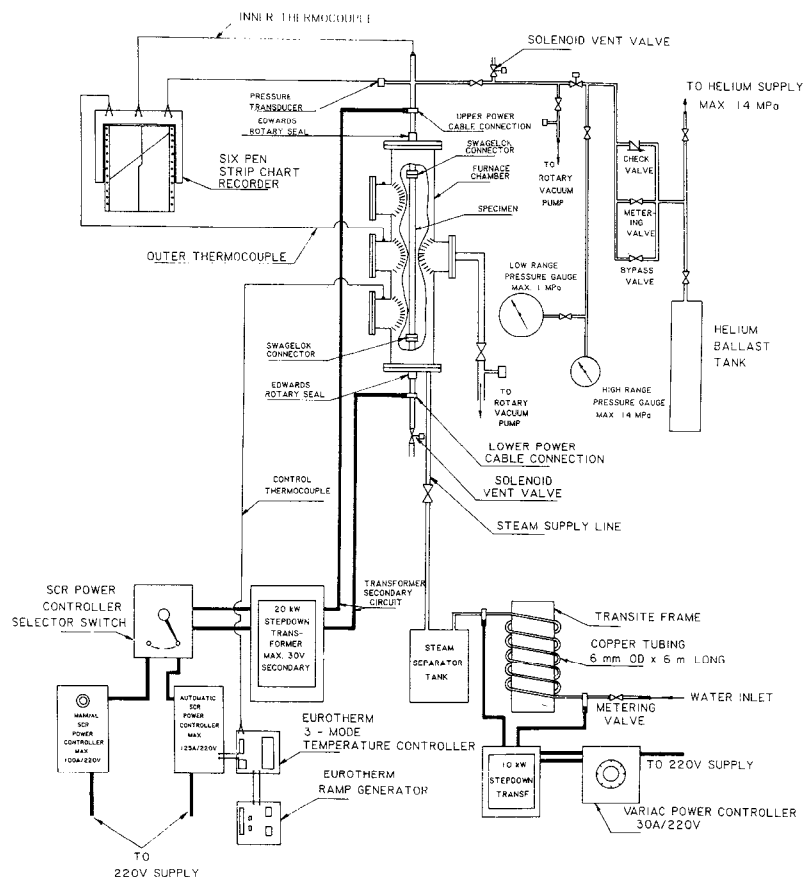 INNER THERMOCOUPLE
SOLENOID VENT VALVE
PRESSURE
TRANSDUCER
EDWARDS
ROTARY SEAL
UPPER POWER
CABLE CONNECTION
SWAGELOK
CONNECTOR
FURNACE
CHAMBER
SPECIMEN
TO
ROTARY
VACUUM
PUMP
TO HELIUM SUPPLY
MAX. 14 MPa
CHECK
VALVE
METER-
ING
VALVE
BYPASS
VALVE
SIX PEN
STRIP CHART
RECORDER
OUTER THERMOCOUPLE
LOW RANGE
PRESSURE GAUGE
MAX. 1 MPa
HELIUM
BALLAST
TANK
SWAGELOK
CONNECTOR
EDWARDS
ROTARY SEAL
TO
ROTARY
VACUUM
PUMP
HIGH RANGE
PRESSURE GAUGE
MAX 14 MPa
LOWER POWER
CABLE CONNECTION
CONTROL
THERMOCOUPLE
SOLENOID
VENT VALVE
STEAM SUPPLY LINE
SCR POWER
CONTROLLER
SELECTOR SWITCH
20 kW
STEPDOWN
TRANS-
FORMER
MAX. 30V
SECONDARY
TRANSFORMER
SECONDARY
CIRCUIT
STEAM
SEPARATOR
TANK
TRANSITE FRAME
COPPER TUBING
6 mm OD x 6 m LONG
WATER INLET
METERING
VALVE
MANUAL
SCR
POWER
CONTROLLER
MAX
100A/220V
AUTOMATIC
SCR
POWER
CONTROLLER
MAX
125A/220V
EUROTHERM
3 - MODE
TEMPERATURE CONTROLLER
EUROTHERM
RAMP GENERATOR
10 kW
STEPDOWN
TRANSF
TO 220V SUPPLY
VARIAC POWER CONTROLLER
30A/220V
TO
220V SUPPLY